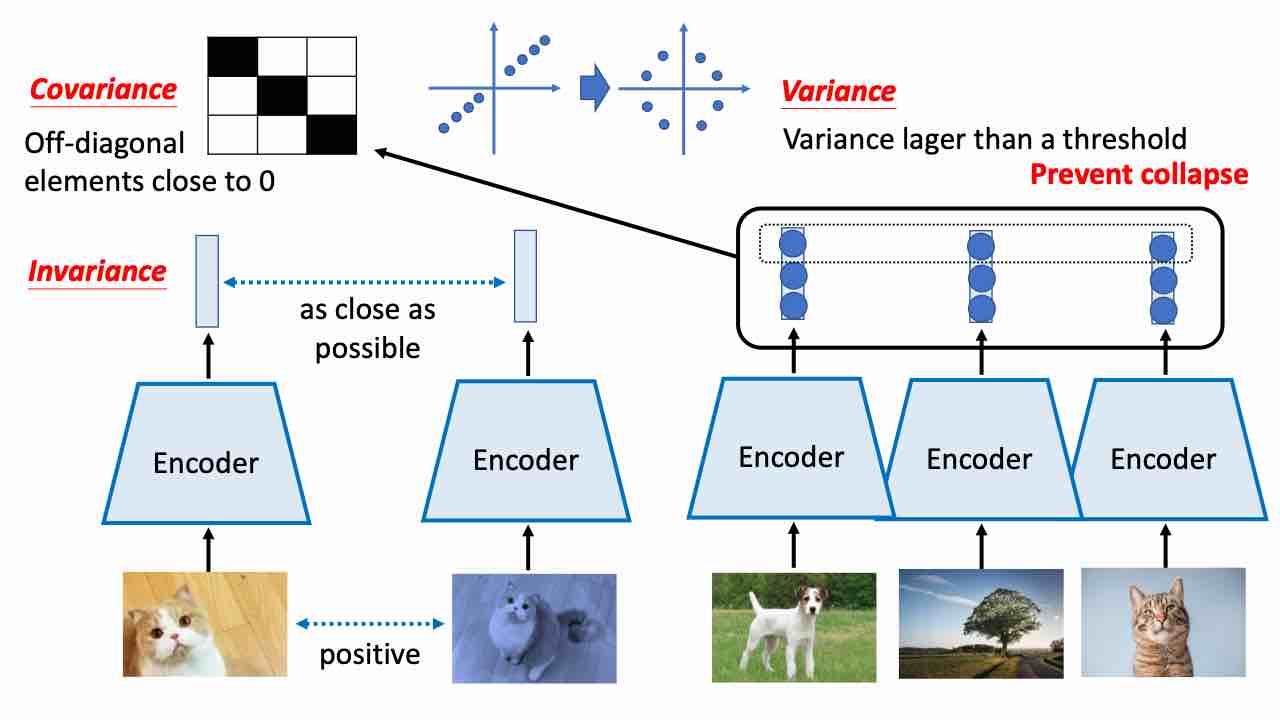 Covariance
Off-diagonal
elements close to 0
Variance
Variance lager than a threshold
Prevent collapse
Invariance
as close as
possible
Encoder
Encoder
Encoder
Encoder
Encoder
positive